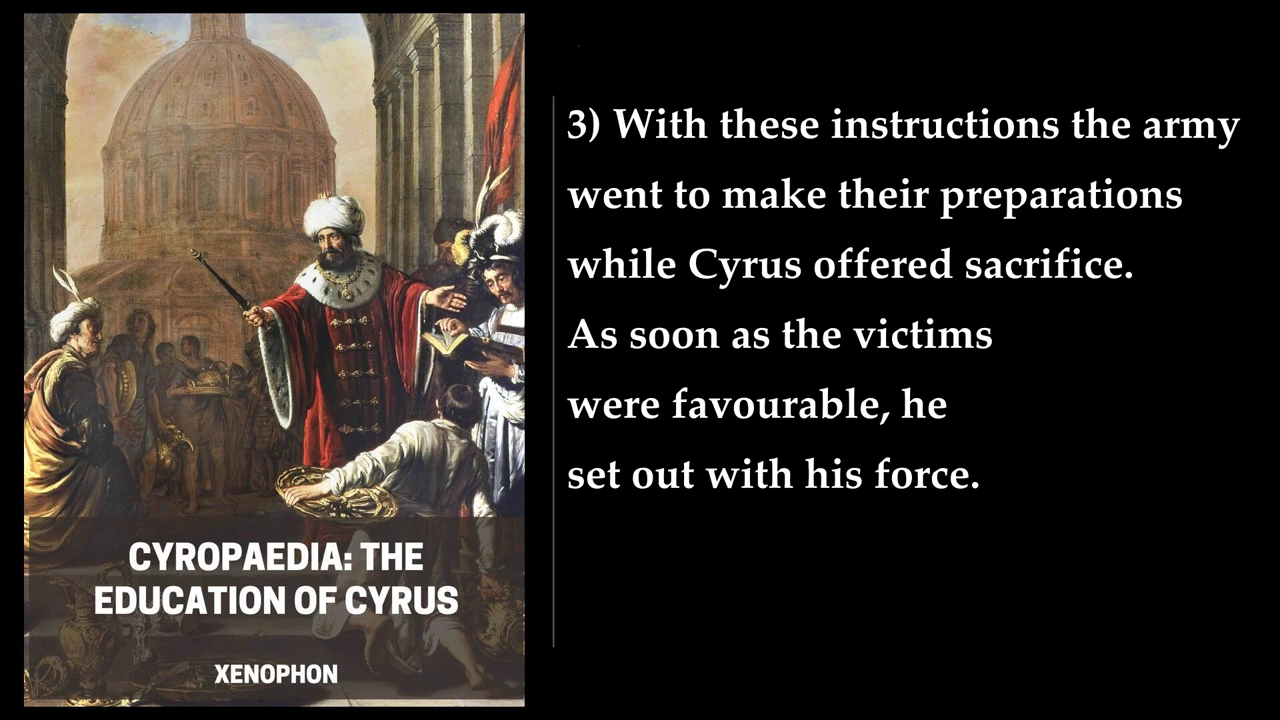 CYROPAEDIA: THE
EDUCATION OF CYRUS
XENOPHON
3) With these instructions the army
went to make their preparations
while Cyrus offered sacrifice.
As soon as the victims
were favourable, he
set out with his force.